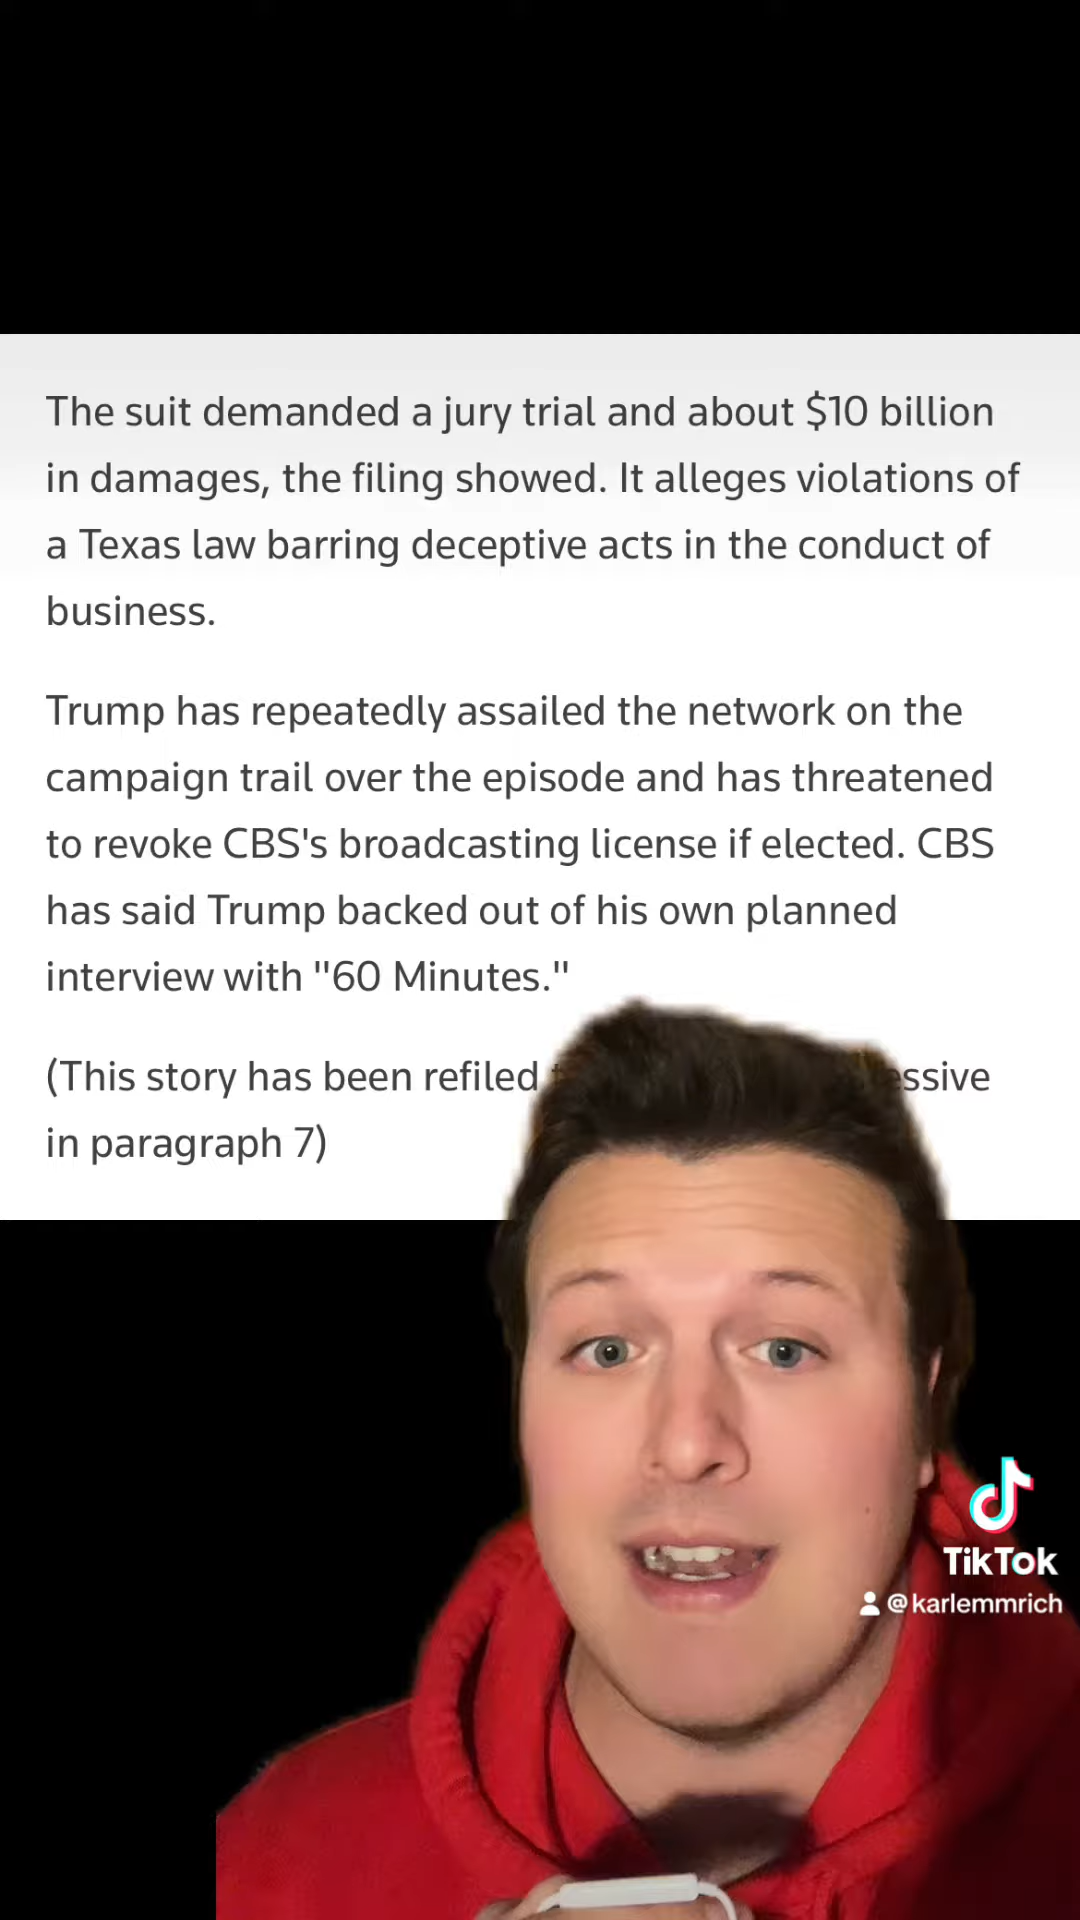 The suit demanded a jury trial and about $10 billion
in damages, the filing showed. It alleges violations of
a Texas law barring deceptive acts in the conduct of
business.
Trump has repeatedly assailed the network on the
campaign trail over the episode and has threatened
to revoke CBS's broadcasting license if elected. CBS
has said Trump backed out of his own planned
interview with "60 Minutes."
(This story has been refiled
in paragraph 7)
TikTok
@karlemmrich